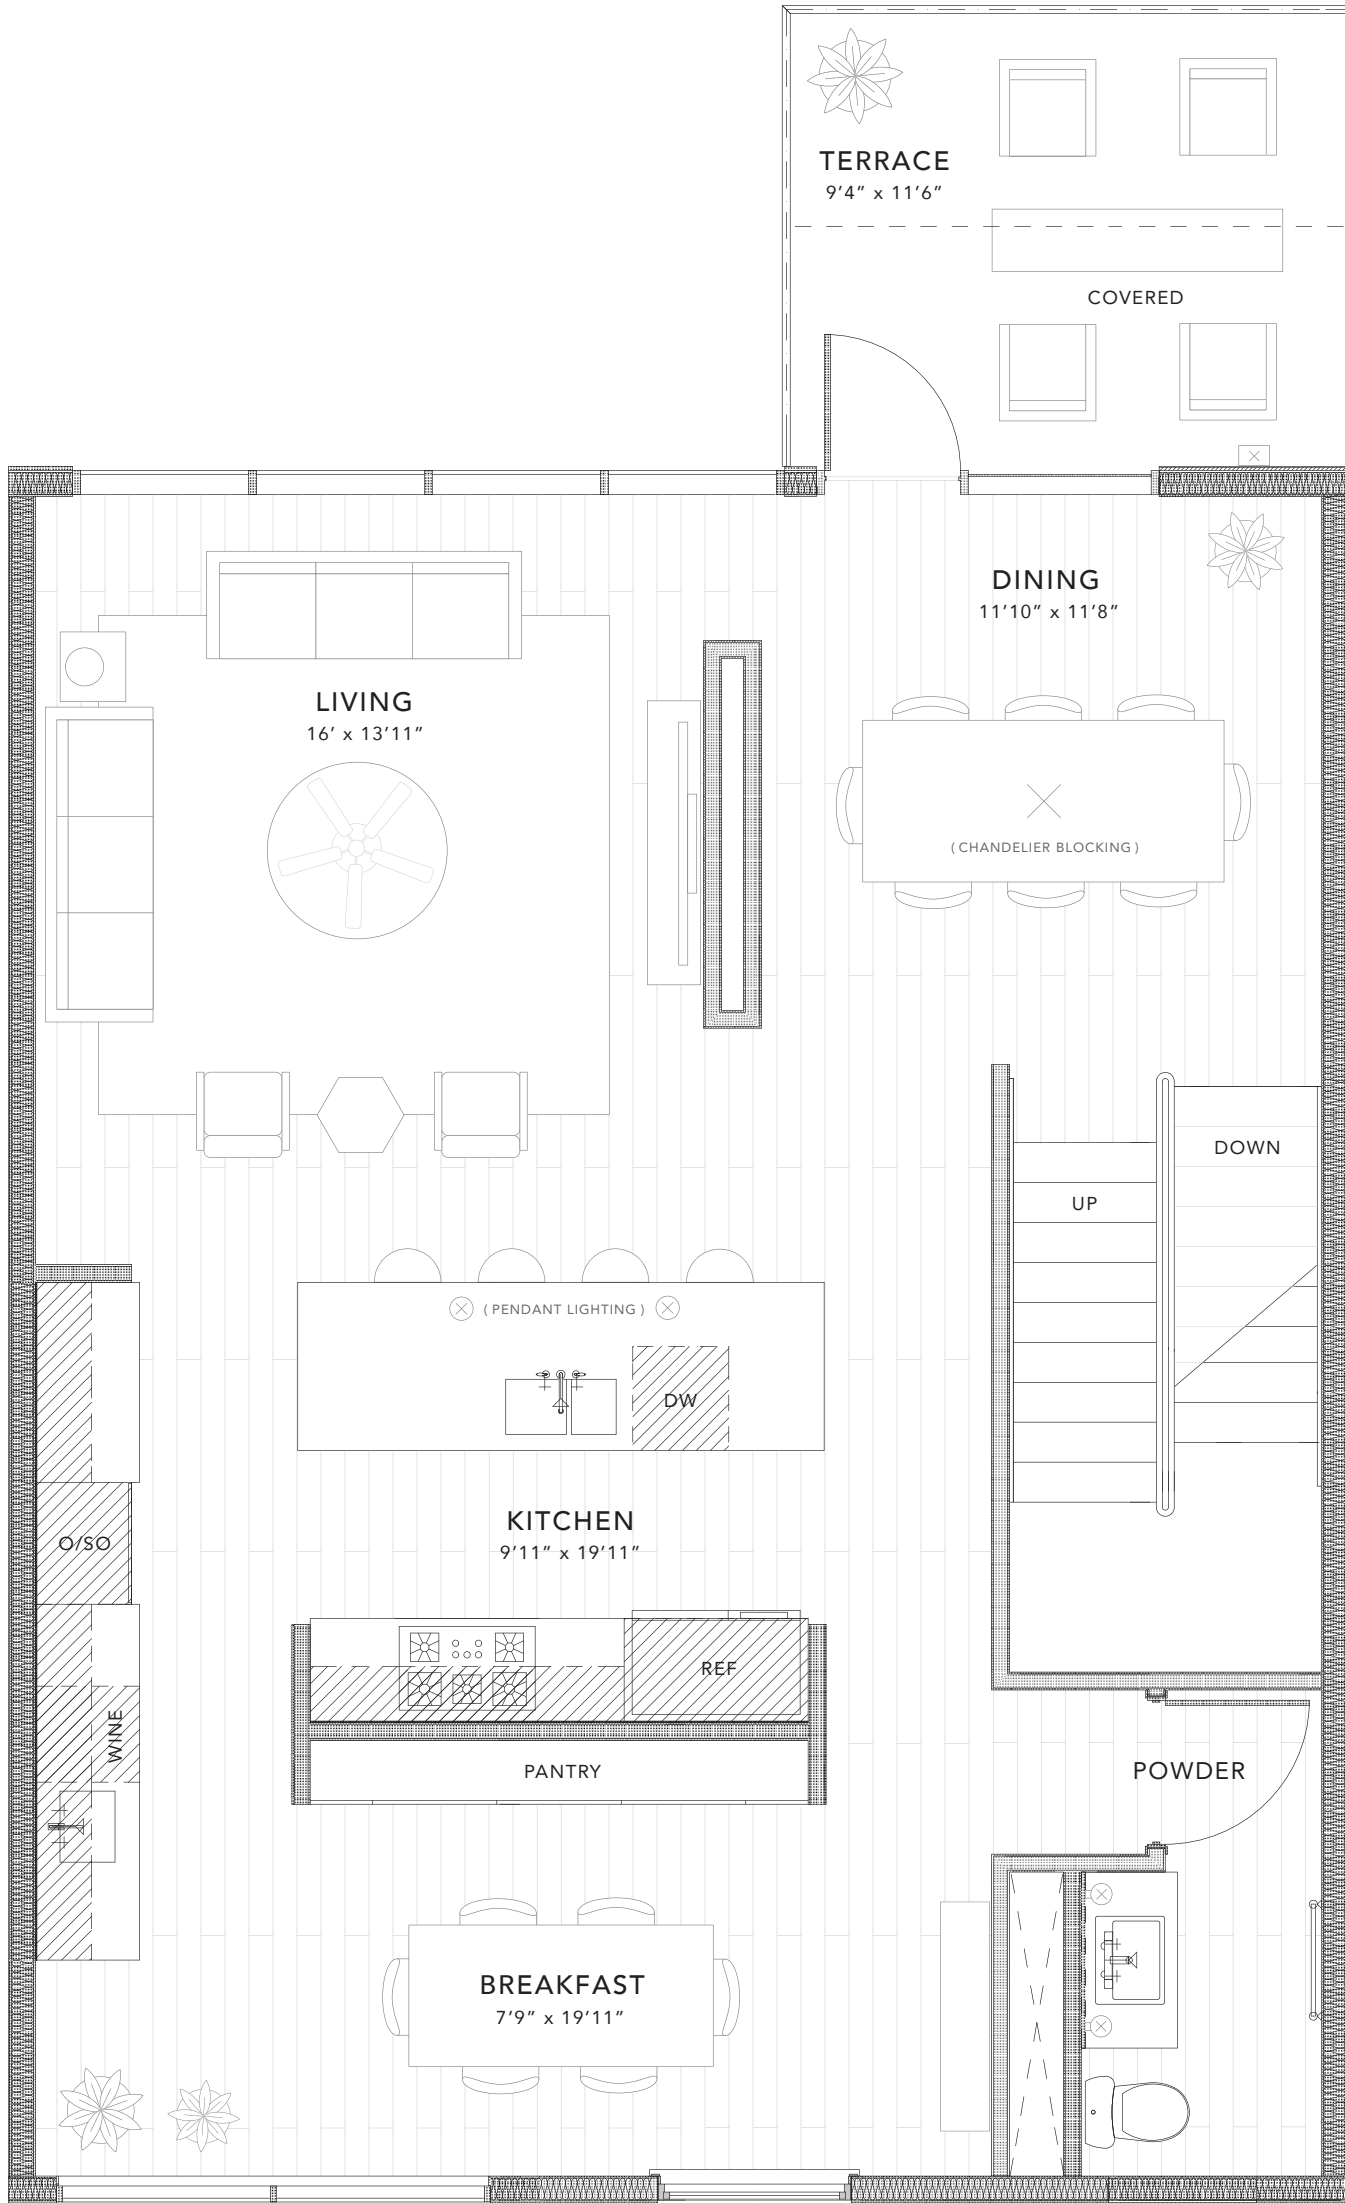 TERRACE
9’4” x 11’6”
COVERED
DINING
11’10” x 11’8”
LIVING
16’ x 13’11”
( CHANDELIER BLOCKING )
DOWN
UP
( PENDANT LIGHTING )
DW
KITCHEN
9’11” x 19’11”
O/SO
REF
WINE
PANTRY
POWDER
BREAKFAST
7’9” x 19’11”